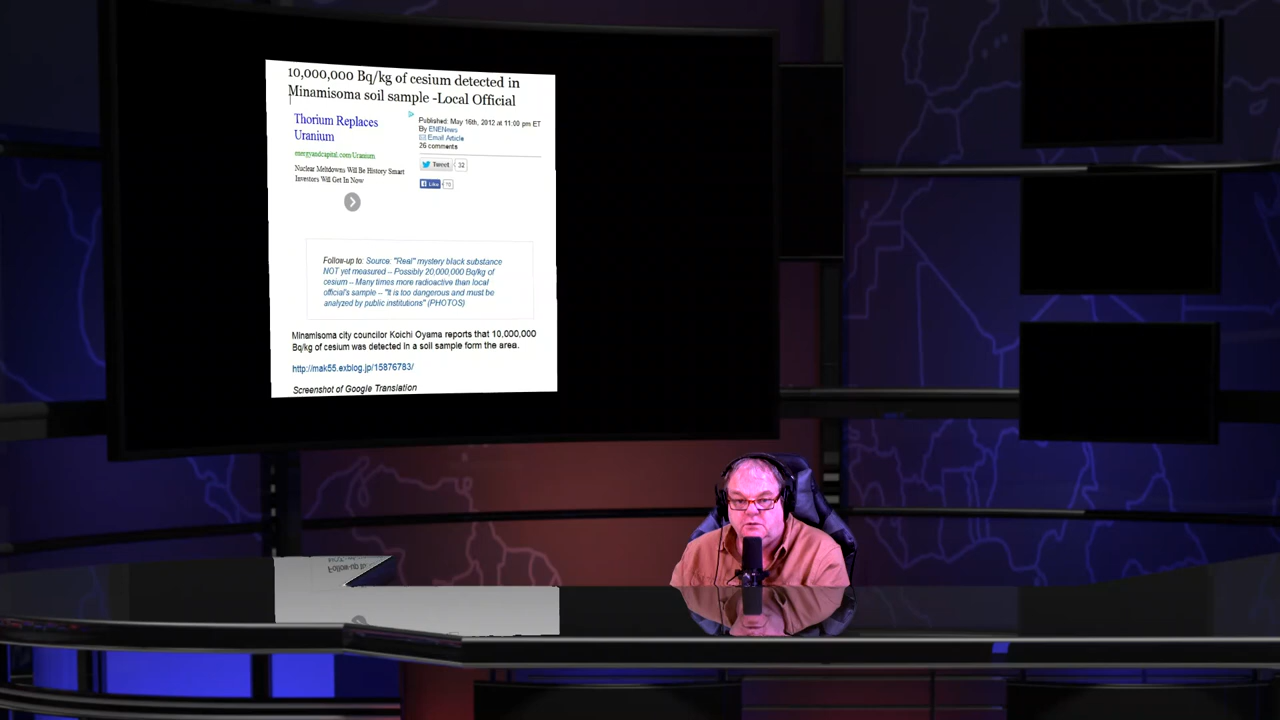 10,000,000 Bq/kg of cesium detected in
Minamisoma soil sample -Local Official
Thorium Replaces
Uranium
energyandcapital.com/Uranium
Nuclear Meltdowns Will Be History Smart
Investors Will Get In Now
Published: May 16th, 2012 at 11:00 pm ET
By ENENews
Email Article
26 comments
Tweet 32
Like
Follow-up to: Source: "Real" mystery black substance
NOT yet measured -- Possibly 20,000,000 Bq/kg of
cesium -- Many times more radioactive than local
official's sample -- "It is too dangerous and must be
analyzed by public institutions" (PHOTOS)
Minamisoma city councilor Koichi Oyama reports that 10,000,000
Bq/kg of cesium was detected in a soil sample form the area.
http://mak55.exblog.jp/15876783/
Screenshot of Google Translation
Follow-up to: